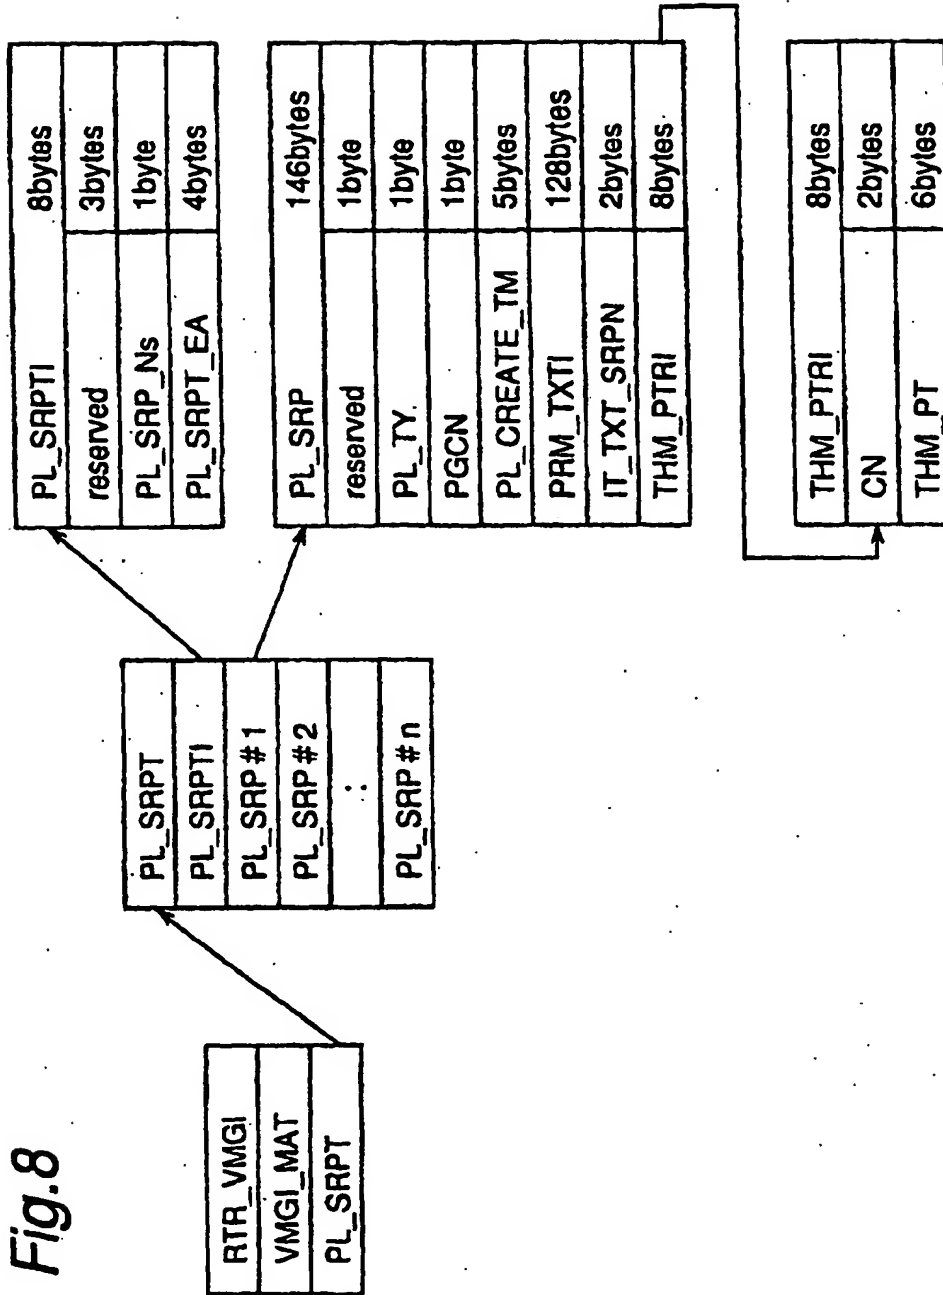 Fig.8
RTR_VMGI
VMGI_MAT
PL_SRPT
PL_SRPT
PL_SRPTI
PL_SRP#1
PL_SRP#2
:
PL_SRP#n
PL_SRPTI 8bytes
reserved 3bytes
PL_SRP_Ns 1byte
PL_SRPT_EA 4bytes
PL_SRP 146bytes
reserved 1byte
PL_TY. 1byte
PGCN 1byte
PL_CREATE_TM 5bytes
PRM_TXTI 128bytes
IT_TXT_SRPN 2bytes
THM_PTRI 8bytes
THM_PTRI 8bytes
CN 2bytes
THM_PT 6bytes